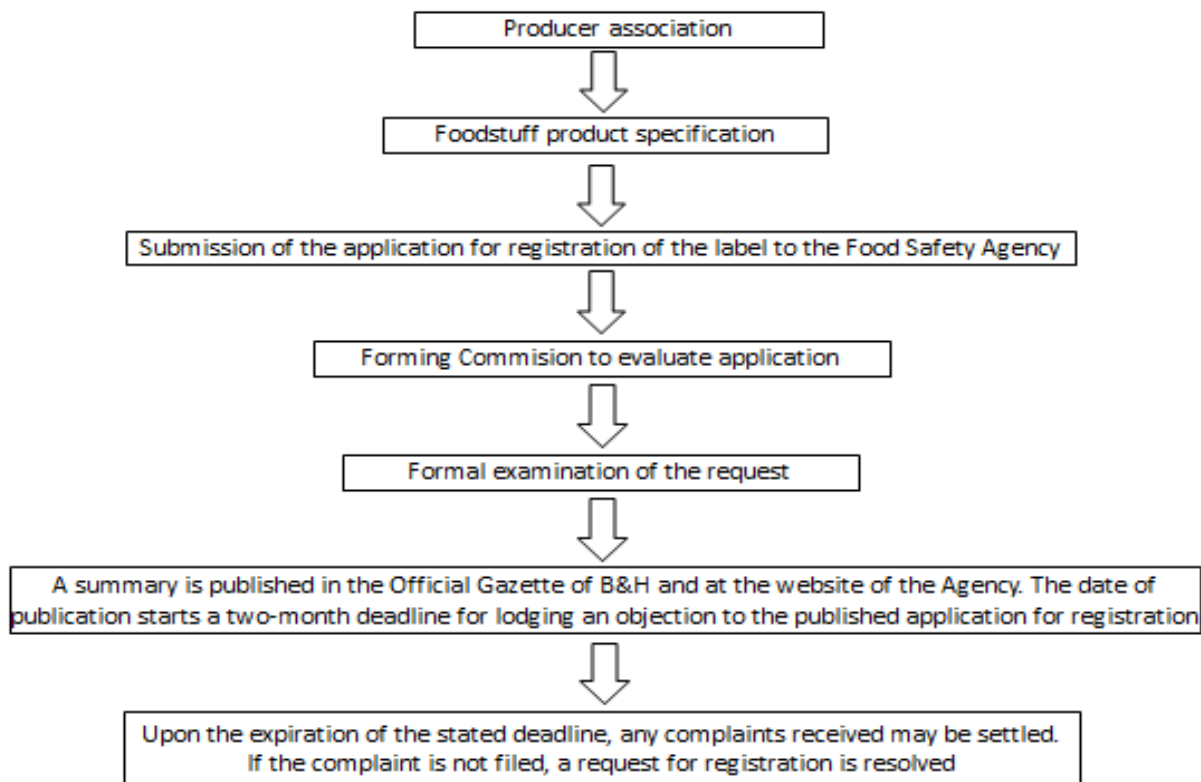 Producer association
Foodstuff product specification
Submission of the application for registration of the label to the Food Safety Agency
Forming Commision to evaluate application
Formal examination of the request
A summary is published in the Official Gazette of B&H and at the website of the Agency. The date of
publication starts a two-month deadline for lodging an objection to the published application for registration
Upon the expiration of the stated deadline, any complaints received may be settled.
If the complaint is not filed, a request for registration is resolved